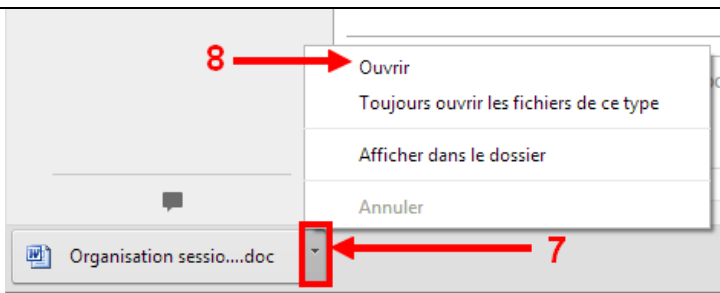 8
Ouvrir
Toujours ouvrir les fichiers de ce type
Afficher dans le dossier
Annuler
Organisation sessio....doc
7